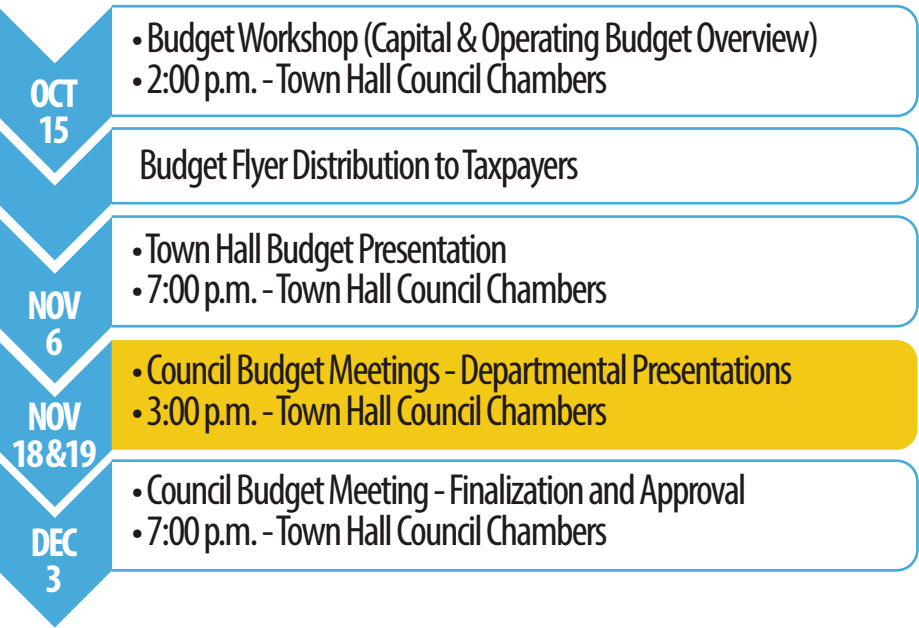 OCT
15
• Budget Workshop (Capital & Operating Budget Overview)
• 2:00 p.m. - Town Hall Council Chambers
Budget Flyer Distribution to Taxpayers
NOV
6
• Town Hall Budget Presentation
• 7:00 p.m. - Town Hall Council Chambers
NOV
18 & 19
• Council Budget Meetings - Departmental Presentations
• 3:00 p.m. - Town Hall Council Chambers
DEC
3
• Council Budget Meeting - Finalization and Approval
• 7:00 p.m. - Town Hall Council Chambers